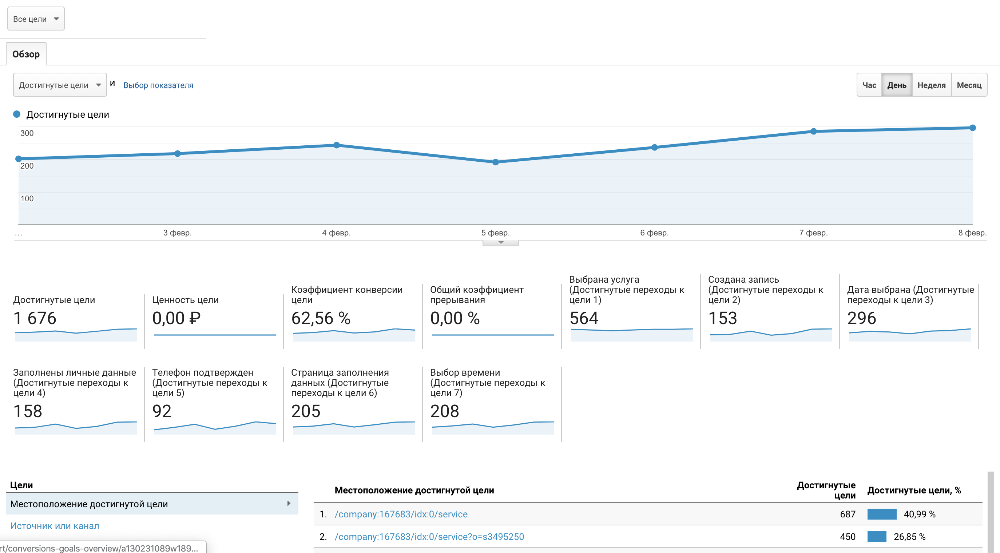 Все цели
Обзор
Достигнутые цели и Выбор показателя
Час День Неделя Месяц
Достигнутые цели
300
200
100
... 3 февр. 4 февр. 5 февр. 6 февр. 7 февр. 8 февр.
Достигнутые цели
1 676
Ценность цели
0,00 ₽
Коэффициент конверсии
цели
62,56 %
Общий коэффициент
прерывания
0,00 %
Выбрана услуга
(Достигнутые переходы к
цели 1)
564
Создана запись
(Достигнутые переходы к
цели 2)
153
Дата выбрана (Достигнутые
переходы к цели 3)
296
Заполнены личные данные
(Достигнутые переходы к
цели 4)
158
Телефон подтвержден
(Достигнутые переходы к
цели 5)
92
Страница заполнения
данных (Достигнутые
переходы к цели 6)
205
Выбор времени
(Достигнутые переходы к
цели 7)
208
Цели
Местоположение достигнутой цели
Источник или канал
Местоположение достигнутой цели
Достигнутые
цели
Достигнутые цели, %
1. /company:167683/idx:0/service 687 40,99 %
2. /company:167683/idx:0/service?o=s3495250 450 26,85 %
rt/conversions-goals-overview/a130231089w189...